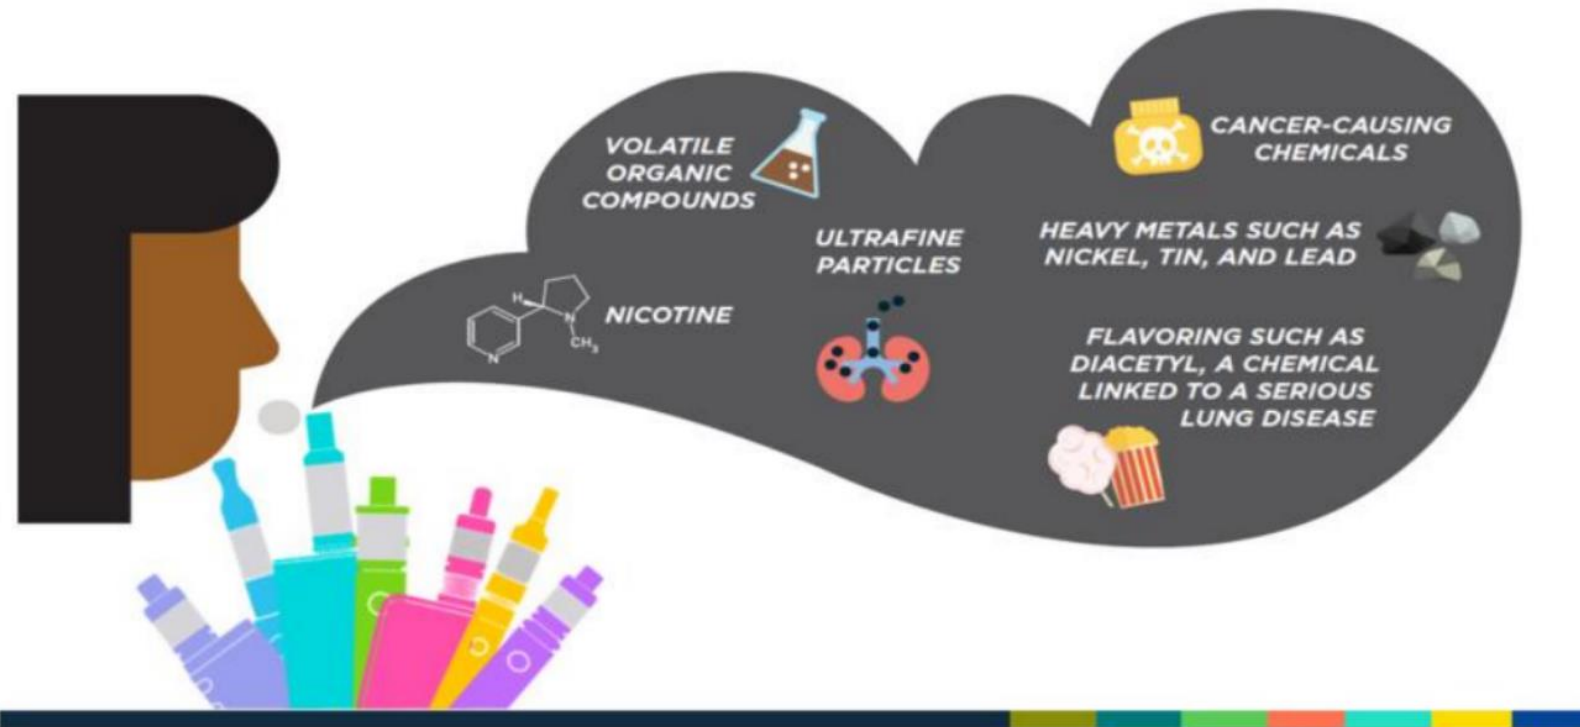 VOLATILE
ORGANIC
COMPOUNDS
H
N
CH3
N
NICOTINE
ULTRAFINE
PARTICLES
CANCER-CAUSING
CHEMICALS
HEAVY METALS SUCH AS
NICKEL, TIN, AND LEAD
FLAVORING SUCH AS
DIACETYL, A CHEMICAL
LINKED TO A SERIOUS
LUNG DISEASE